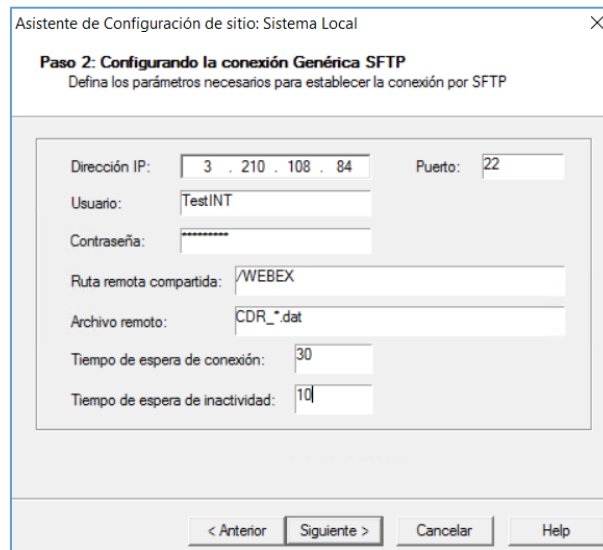 Asistente de Configuración de sitio: Sistema Local
Paso 2: Configurando la conexión Genérica SFTP
Defina los parámetros necesarios para establecer la conexión por SFTP
Dirección IP: 3 . 210 . 108 . 84 Puerto: 22
Usuario: TestINT
Contraseña: *********
Ruta remota compartida: /WEBEX
Archivo remoto: CDR_*.dat
Tiempo de espera de conexión: 30
Tiempo de espera de inactividad: 10
< Anterior Siguiente > Cancelar Help